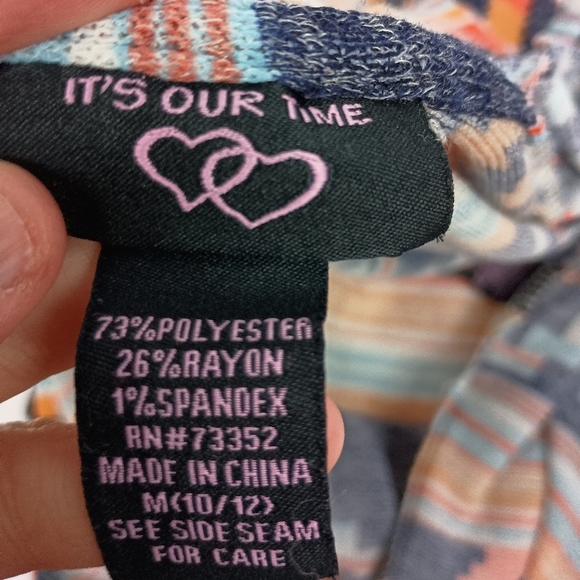 IT'S OUR TIME
73%POLYESTER
26%RAYON
1%SPANDEX
RN#73352
MADE IN CHINA
M(10/12)
SEE SIDE SEAM
FOR CARE